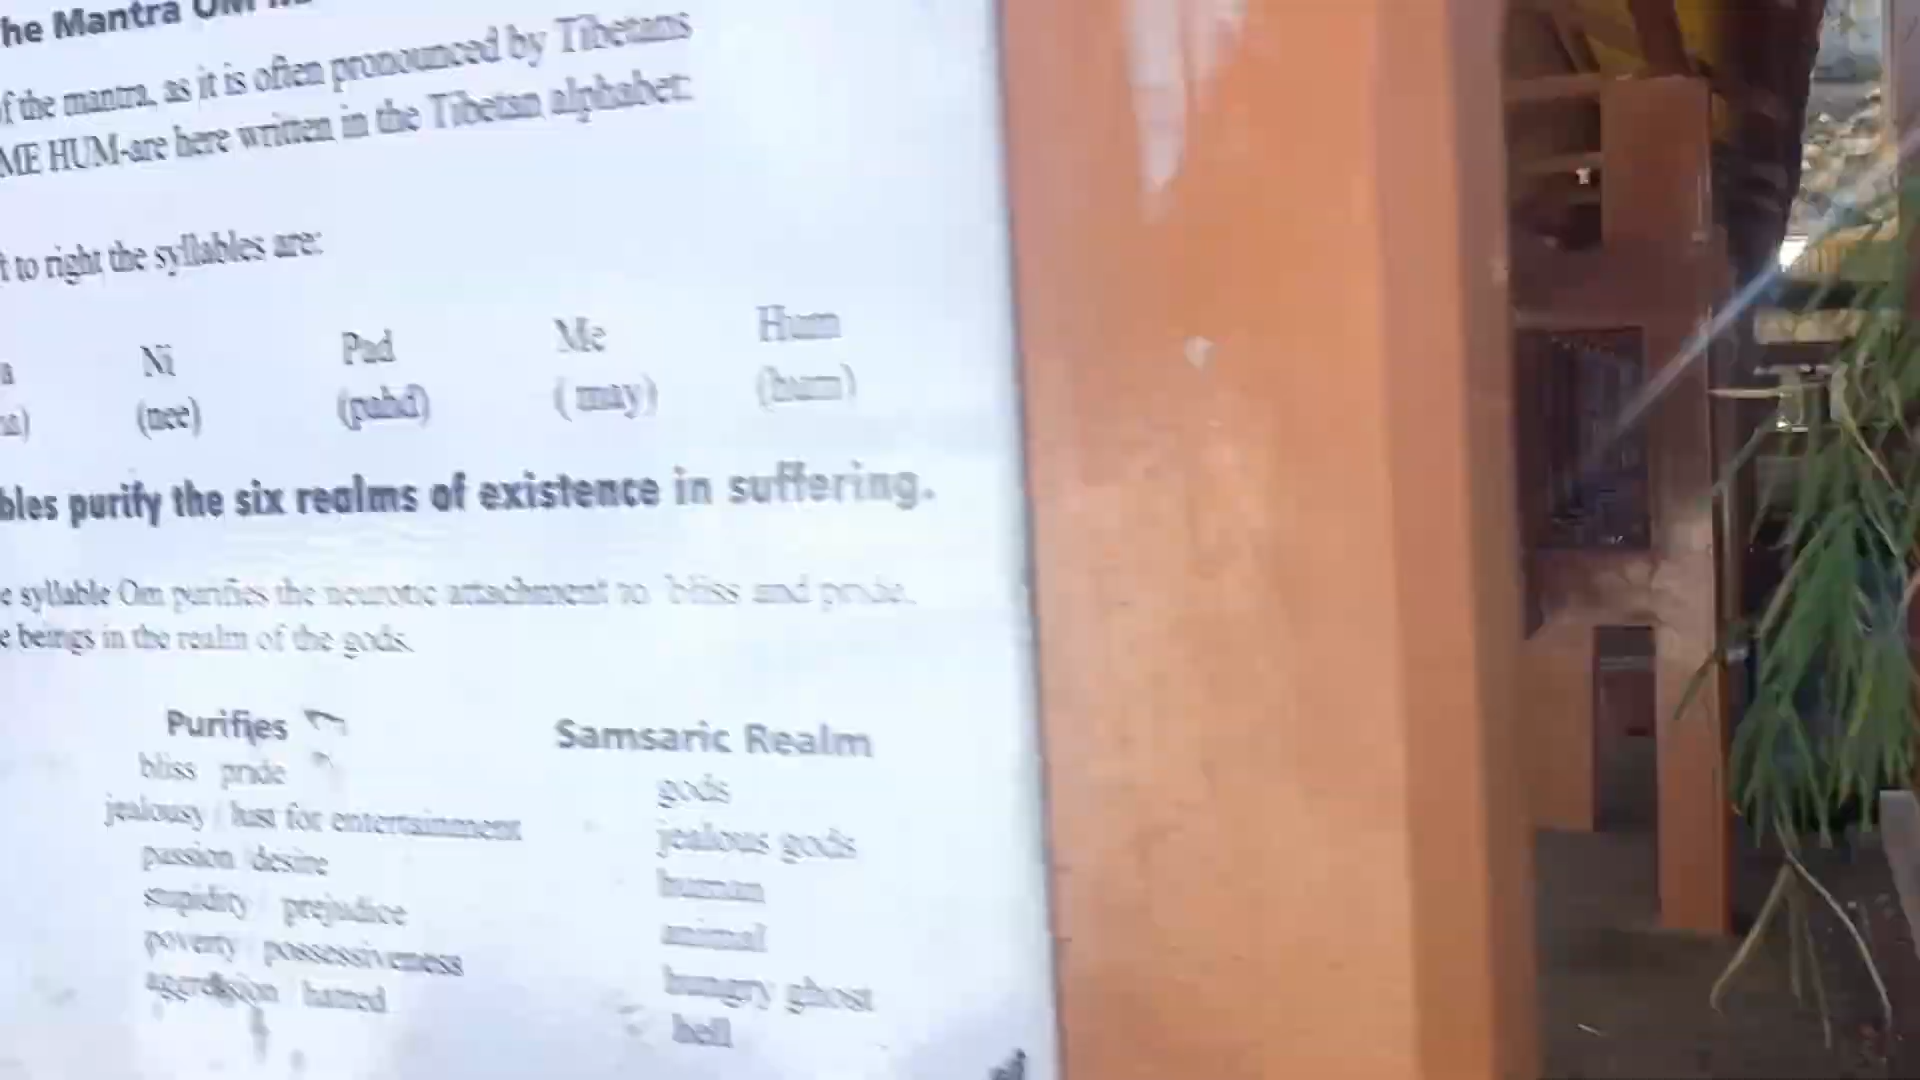 he Mantra OM
f the mantra, as it is often pronounced by Tibetans
ME HUM-are here written in the Tibetan alphabet:
t to right the syllables are:
Ni Pad Me Hum
(nee) (pahd) (may) (hum)
bles purify the six realms of existence in suffering.
e syllable Om purifies the neurotic attachment to bliss and pride,
e beings in the realm of the gods.
Purifies Samsaric Realm
bliss pride gods
jealousy / lust for entertainment jealous gods
passion desire human
stupidity / prejudice animal
poverty / possessiveness hungry ghost
aggression hatred hell